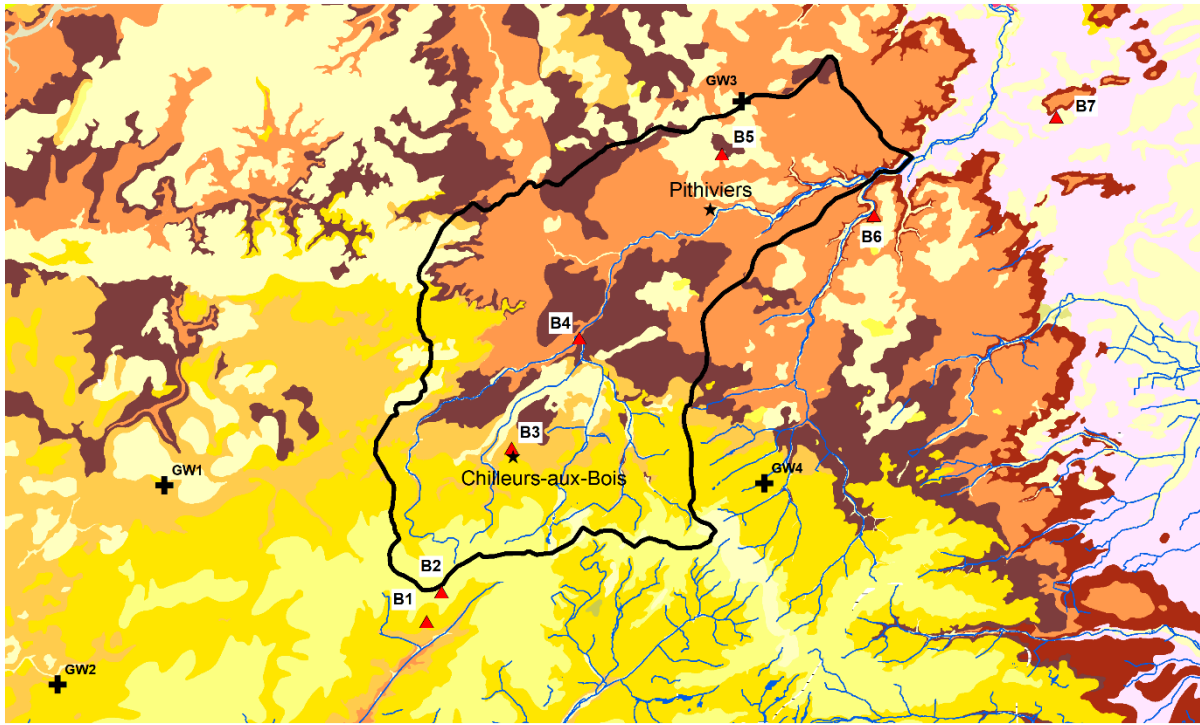 GW3
B7
B5
Pithiviers
B6
B4
B3
GW1
Chilleurs-aux-Bois
GW4
B2
B1
GW2